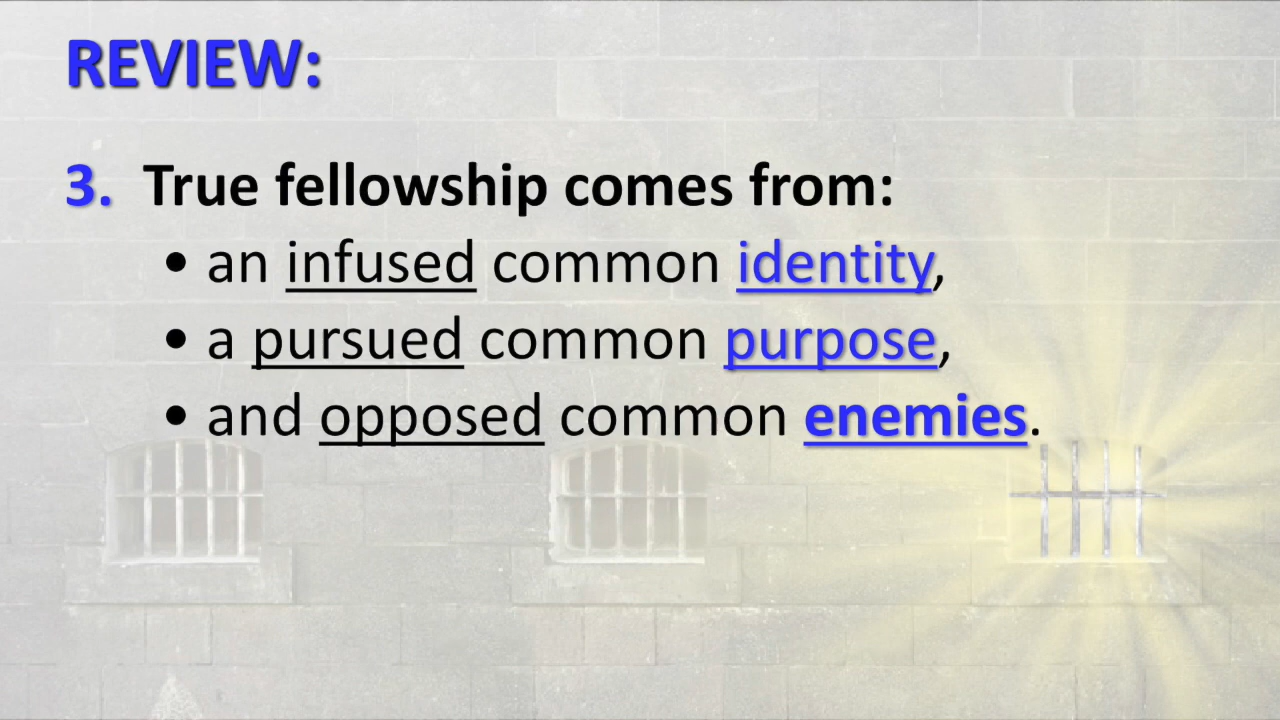 REVIEW:
3. True fellowship comes from:
• an infused common identity,
• a pursued common purpose,
• and opposed common enemies.